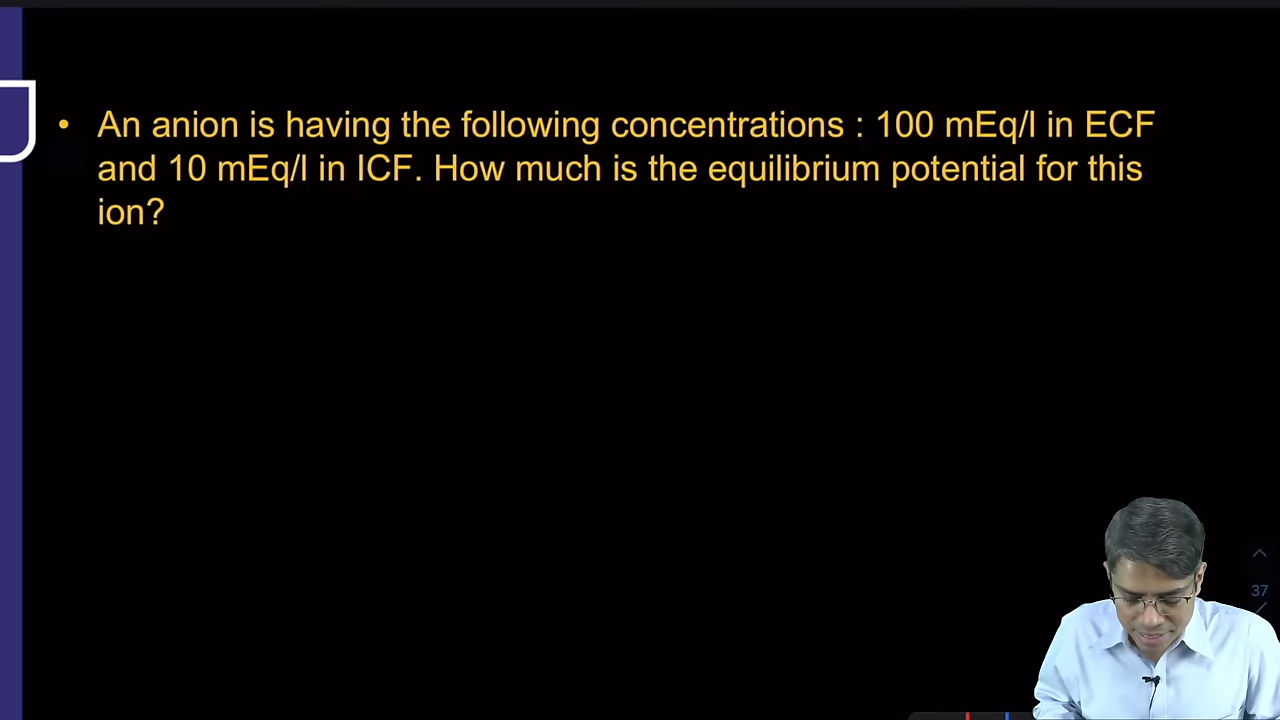 • An anion is having the following concentrations : 100 mEq/l in ECF
and 10 mEq/l in ICF. How much is the equilibrium potential for this
ion?
37